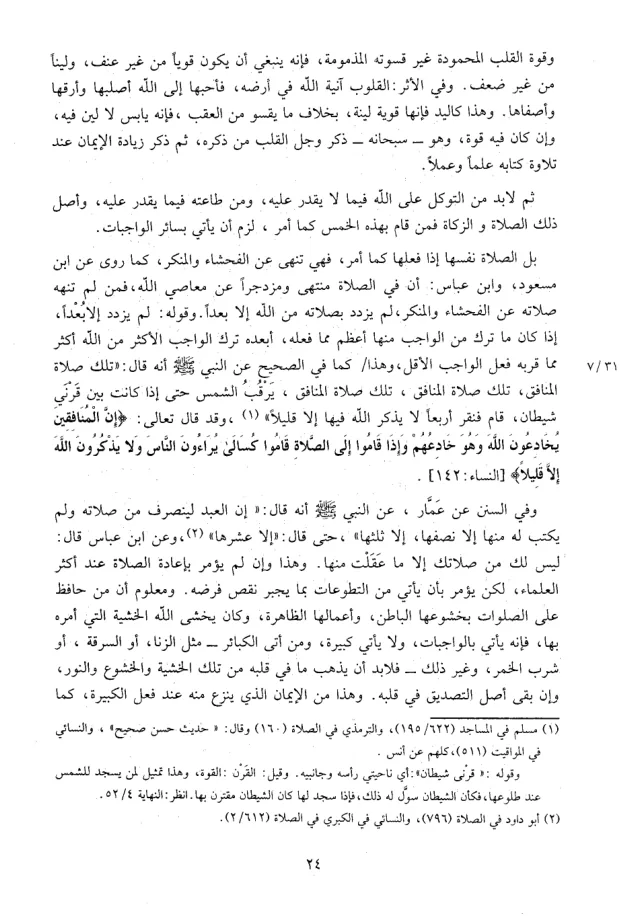 وقوة القلب المحمودة غير قسوته المذمومة، فإنه ينبغي أن يكون قوياً من غير عنف، وليناً
من غير ضعف. وفي الأثر:القلوب آنية الله في أرضه، فأحبها إلى الله أصلبها وأرقها
وأصفاها. وهذا كاليد فإنها قوية لينة، بخلاف ما يقسو من العقب ،فإنه يابس لا لين فيه،
وإن كان فيه قوة، وهو ــ سبحانه ــ ذكر وجل القلب من ذكره، ثم ذكر زيادة الإيمان عند
تلاوة كتابه علماً وعملاً.
ثم لابد من التوكل على الله فيما لا يقدر عليه، ومن طاعته فيما يقدر عليه، وأصل
ذلك الصلاة و الزكاة فمن قام بهذه الخمس كما أمر ، لزم أن يأتي بسائر الواجبات.
بل الصلاة نفسها إذا فعلها كما أمر، فهي تنهى عن الفحشاء والمنكر، كما روى عن ابن
مسعود، وابن عباس: أن في الصلاة منتهى ومزدجراً عن معاصي الله،فمن لم تنهه
صلاته عن الفحشاء والمنكر،لم يزدد بصلاته من الله إلا بعداً.وقوله: لم يزدد إلابُعْداً،
إذا كان ما ترك من الواجب منها أعظم مما فعله، أبعده ترك الواجب الأكثر من الله أكثر
٧/٣١ مما قربه فعل الواجب الأقل،وهذا/ كما في الصحيح عن النبي ﷺ أنه قال:«تلك صلاة
المنافق، تلك صلاة المنافق ، تلك صلاة المنافق ، يَرْقُبُ الشمس حتى إذا كانت بين قَرْنَي
شيطان، قام فنقر أربعاً لا يذكر الله فيها إلا قليلاً» (١) ،وقد قال تعالى: ﴿إِنَّ الْمُنَافِقِينَ
يُخَادِعُونَ اللَّهَ وَهُوَ خَادِعُهُمْ وَإِذَا قَامُوا إِلَى الصَّلاةِ قَامُوا كُسَالَىٰ يُرَاءُونَ النَّاسَ وَلا يَذْكُرُونَ اللَّهَ
إِلاَّ قَلِيلاً﴾ [النساء:١٤٢] .
وفي السنن عن عَمَّار ، عن النبي ﷺ أنه قال:« إن العبد لينصرف من صلاته ولم
يكتب له منها إلا نصفها، إلا ثلثها» ،حتى قال:«إلا عشرها» (٢)،وعن ابن عباس قال:
ليس لك من صلاتك إلا ما عَقَلْت منها. وهذا وإن لم يؤمر بإعادة الصلاة عند أكثر
العلماء، لكن يؤمر بأن يأتي من التطوعات بما يجبر نقص فرضه. ومعلوم أن من حافظ
على الصلوات بخشوعها الباطن، وأعمالها الظاهرة، وكان يخشى الله الخشية التي أمره
بها، فإنه يأتي بالواجبات، ولا يأتي كبيرة، ومن أتى الكبائر ــ مثل الزنا، أو السرقة ، أو
شرب الخمر، وغير ذلك ــ فلابد أن يذهب ما في قلبه من تلك الخشية والخشوع والنور،
وإن بقى أصل التصديق في قلبه. وهذا من الإيمان الذي ينزع منه عند فعل الكبيرة، كما
(١) مسلم في المساجد (١٩٥/٦٢٢)، والترمذي في الصلاة (١٦٠) وقال: « حديث حسن صحيح» ، والنسائي
في المواقيت (٥١١)،كلهم عن أنس .
وقوله :« قرنى شيطان»:أي ناحيتي رأسه وجانبيه. وقيل: القَرْن :القوة، وهذا تمثيل لمن يسجد للشمس
عند طلوعها،فكأن الشيطان سوَّل له ذلك،فإذا سجد لها كان الشيطان مقترن بها.انظر:النهاية ٥٢/٤.
(٢) أبو داود في الصلاة (٧٩٦)، والنسائي في الكبري في الصلاة (٢/٦١٢).
٢٤